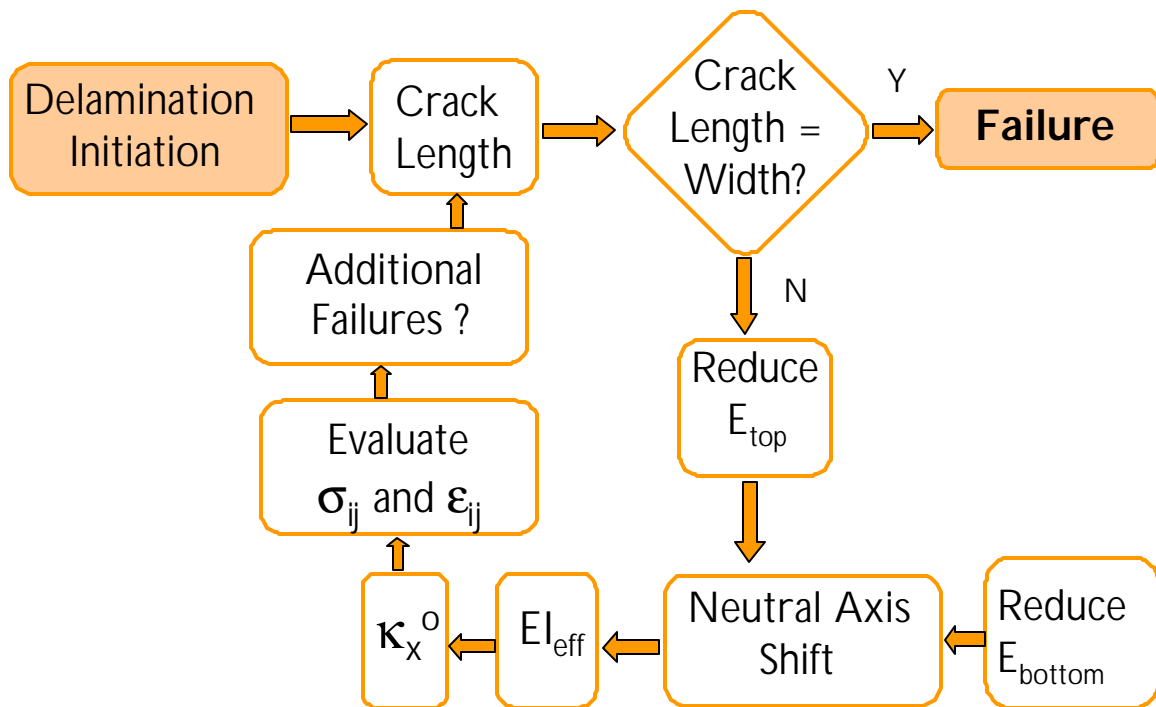 Delamination
Initiation
Crack
Length
Crack
Length =
Width?
Y
Failure
N
Additional
Failures ?
Reduce
E_top
Evaluate
σ_ij and ε_ij
κ_x^o
EI_eff
Neutral Axis
Shift
Reduce
E_bottom